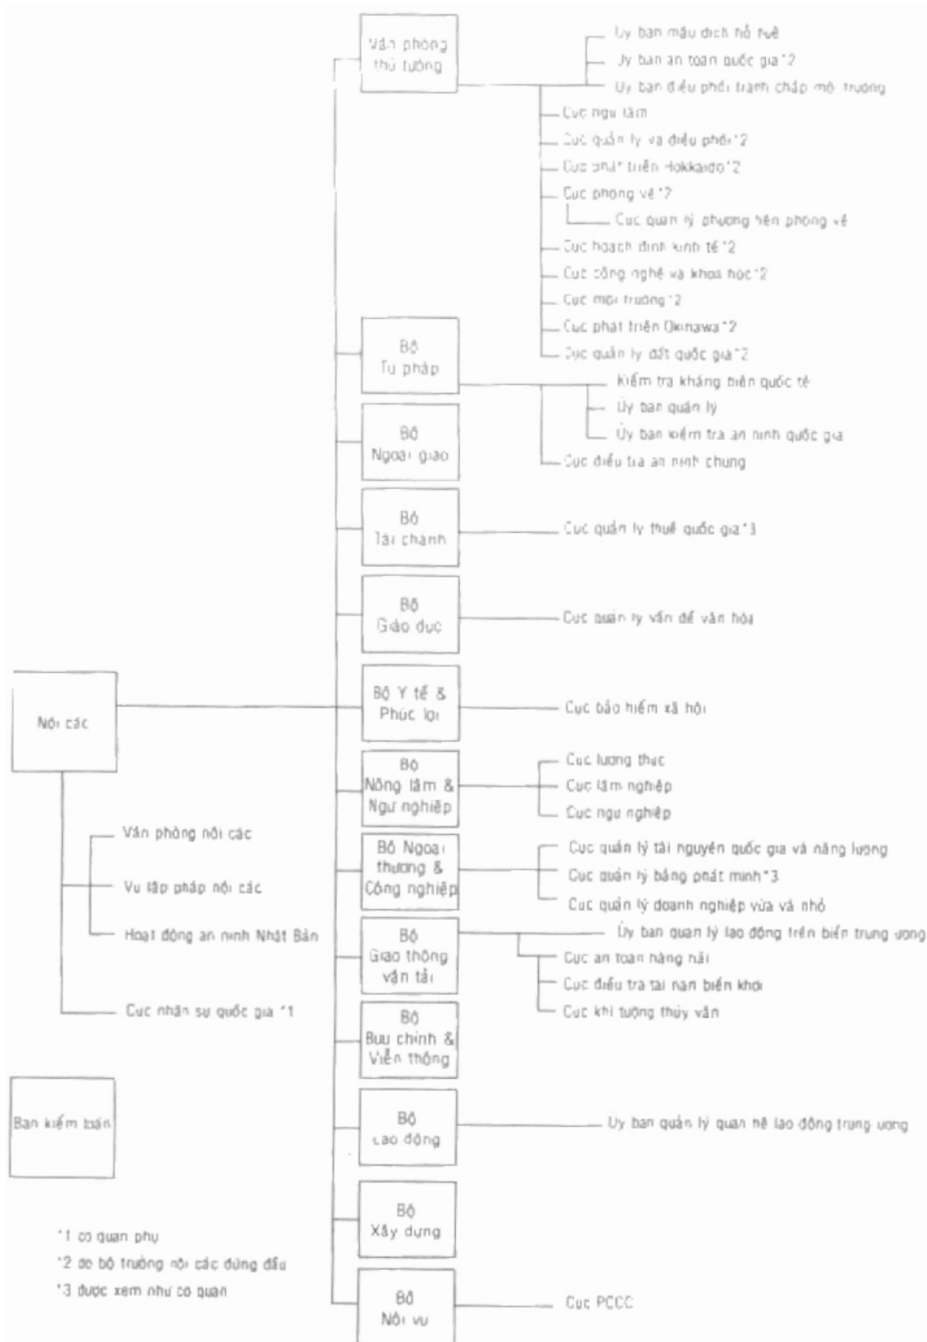 Văn phòng
thủ tướng
Ủy ban mậu dịch hỗ huệ
Ủy ban an toàn quốc gia *2
Ủy ban điều phối tranh chấp môi trường
Cục ngự lâm
Cục quản lý và điều phối *2
Cục phát triển Hokkaido *2
Cục phòng vệ *2
Cục quản lý phương tiện phòng vệ
Cục hoạch định kinh tế *2
Cục công nghệ và khoa học *2
Cục môi trường *2
Cục phát triển Okinawa *2
Cục quản lý đất quốc gia *2
Bộ
Tư pháp
Kiểm tra kháng biện quốc tế
Ủy ban quản lý
Ủy ban kiểm tra an ninh quốc gia
Cục điều tra an ninh chung
Bộ
Ngoại giao
Bộ
Tài chánh
Cục quản lý thuế quốc gia *3
Bộ
Giáo dục
Cục quản lý vấn đề văn hóa
Nội các
Bộ Y tế &
Phúc lợi
Cục bảo hiểm xã hội
Bộ
Nông lâm &
Ngư nghiệp
Cục lương thực
Cục lâm nghiệp
Cục ngư nghiệp
Văn phòng nội các
Vụ lập pháp nội các
Hoạt động an ninh Nhật Bản
Cục nhân sự quốc gia *1
Bộ Ngoại
thương &
Công nghiệp
Cục quản lý tài nguyên quốc gia và năng lượng
Cục quản lý bằng phát minh *3
Cục quản lý doanh nghiệp vừa và nhỏ
Bộ
Giao thông
vận tải
Ủy ban quản lý lao động trên biển trung ương
Cục an toàn hàng hải
Cục điều tra tai nạn biển khơi
Cục khí tượng thủy văn
Bộ
Bưu chính &
Viễn thông
Ban kiểm toán
Bộ
Lao động
Ủy ban quản lý quan hệ lao động trung ương
Bộ
Xây dựng
Bộ
Nội vụ
Cục PCCC
*1 cơ quan phụ
*2 do bộ trưởng nội các đứng đầu
*3 được xem như cơ quan